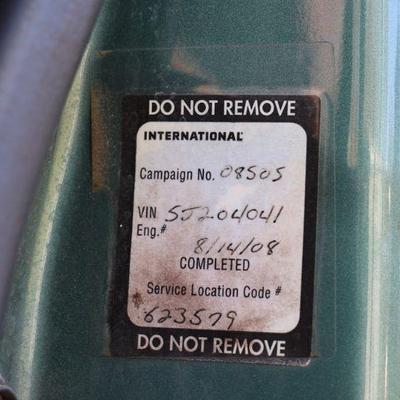 DO NOT REMOVE
INTERNATIONAL
Campaign No. 08505
VIN 5J204041
Eng.#
8/14/08
COMPLETED
Service Location Code #
623579
DO NOT REMOVE